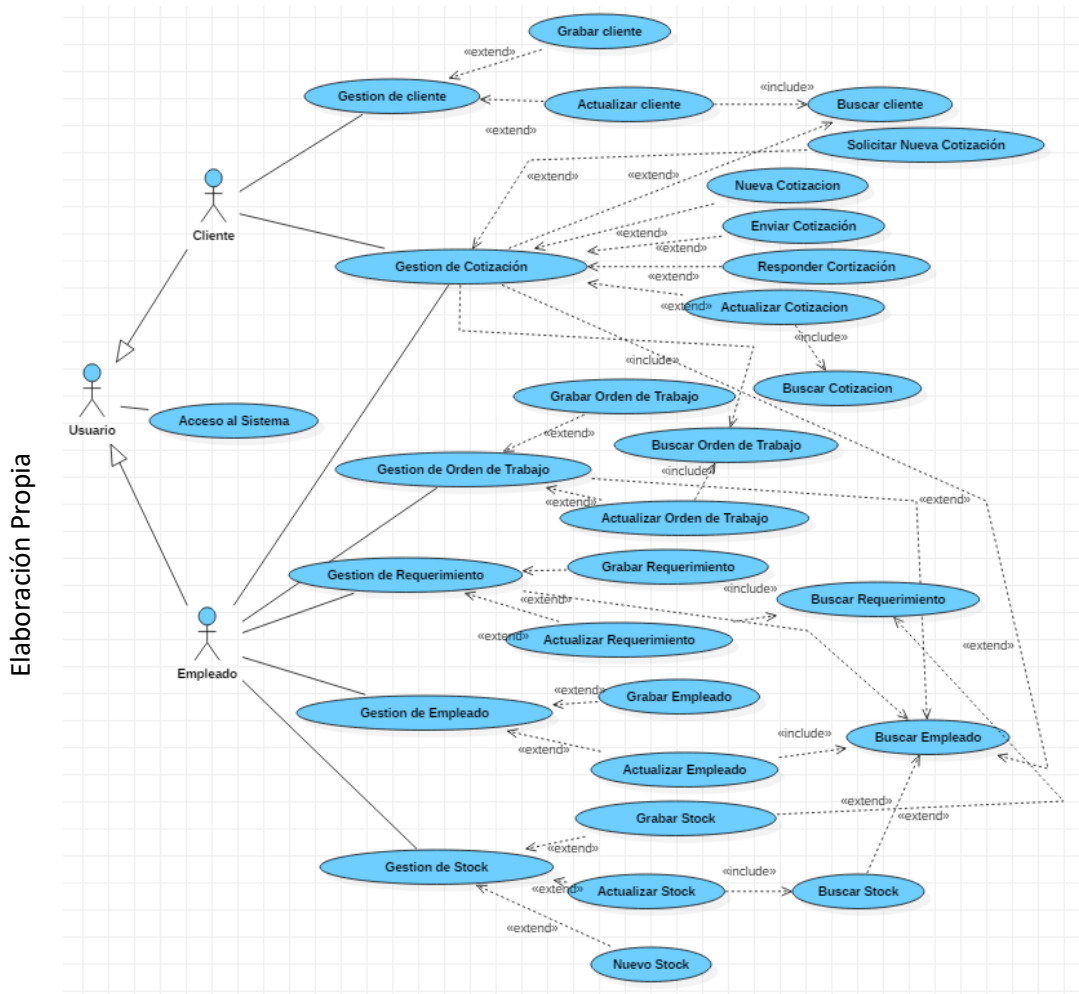 Grabar cliente
«extend»
Gestion de cliente
Actualizar cliente
«include»
Buscar cliente
«extend»
Solicitar Nueva Cotización
«extend»
«extend»
Nueva Cotizacion
Cliente
Enviar Cotización
«extend»
«extend»
Gestion de Cotización
Responder Cortización
«extend»
«extend»
Actualizar Cotizacion
«include»
«include»
Buscar Cotizacion
Grabar Orden de Trabajo
Usuario
Acceso al Sistema
«extend»
Buscar Orden de Trabajo
Gestion de Orden de Trabajo
«include»
«extend»
«extend»
Actualizar Orden de Trabajo
Elaboración Propia
Grabar Requerimiento
Gestion de Requerimiento
«include»
«extend»
Buscar Requerimiento
«extend»
Actualizar Requerimiento
«extend»
Empleado
«extend»
Grabar Empleado
Gestion de Empleado
«include»
Buscar Empleado
«extend»
Actualizar Empleado
«extend»
Grabar Stock
«extend»
«extend»
Gestion de Stock
«include»
«extend»
Actualizar Stock
Buscar Stock
«extend»
Nuevo Stock